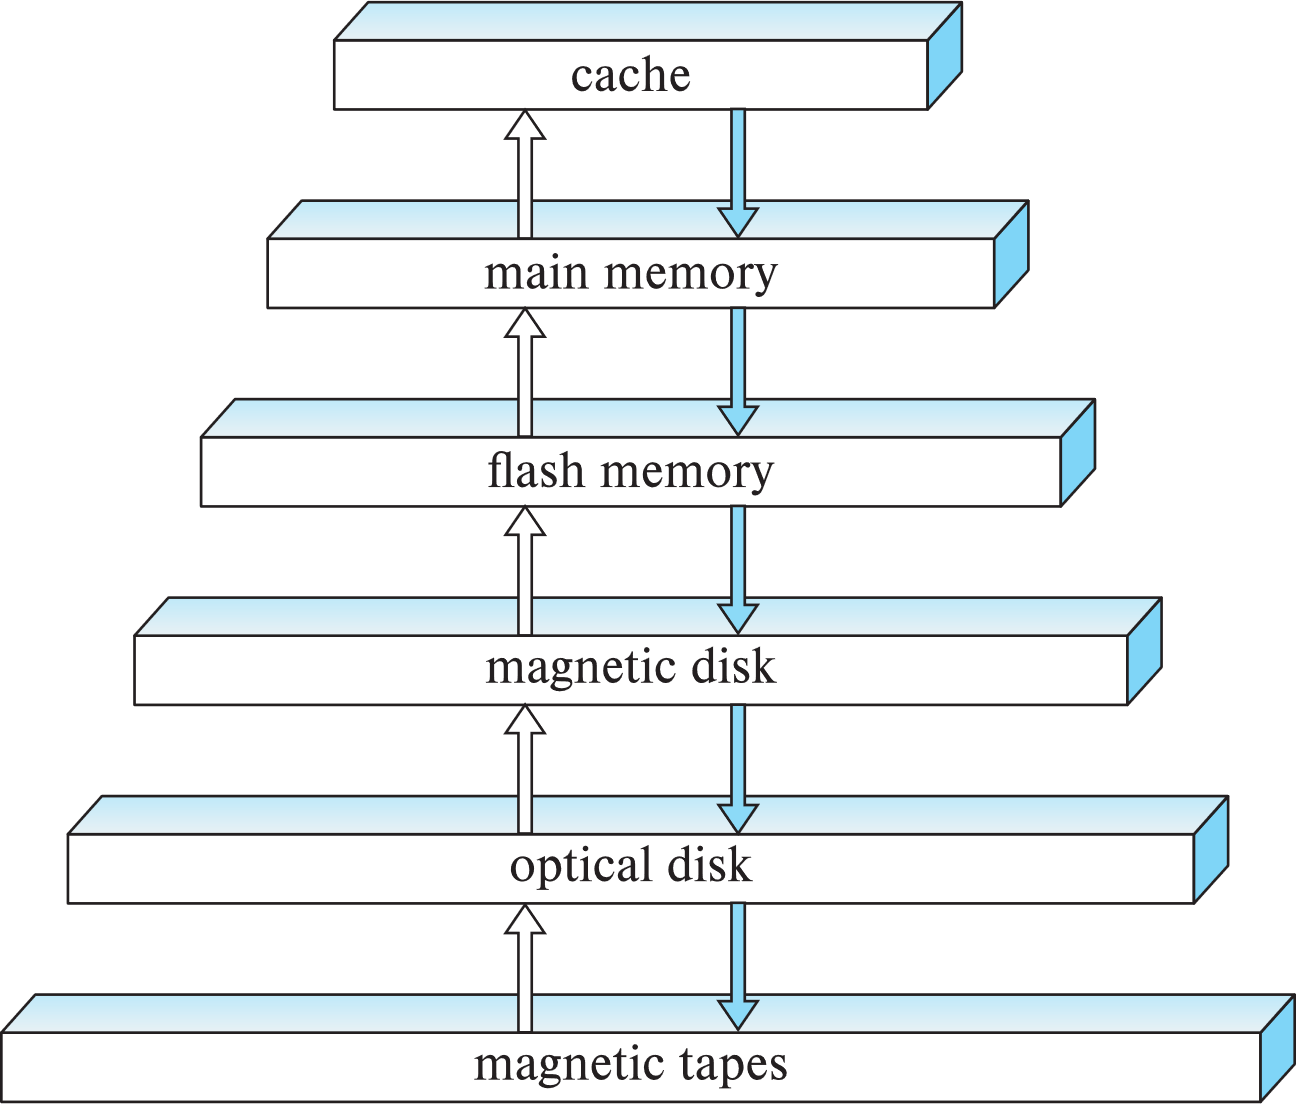 cache
main memory
flash memory
magnetic disk
optical disk
magnetic tapes